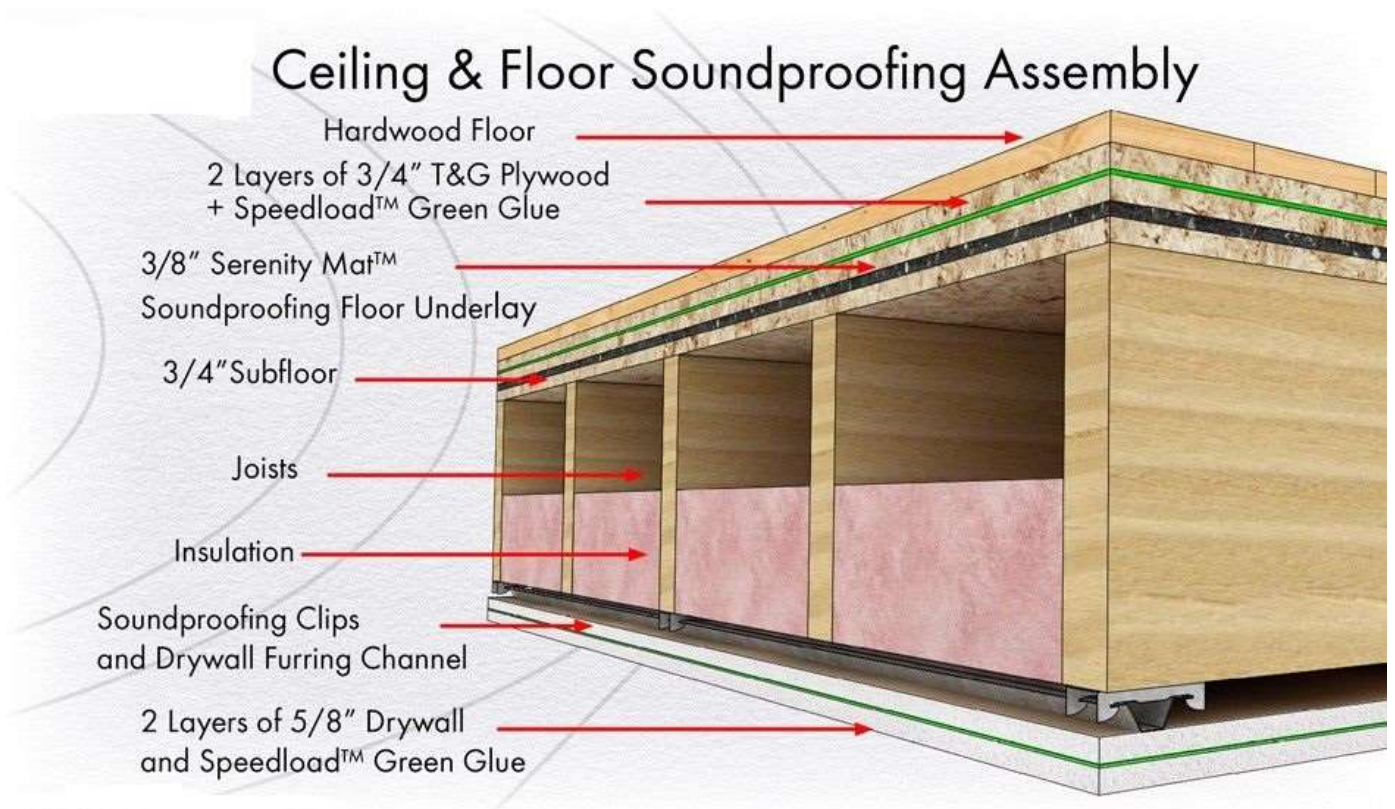 Ceiling & Floor Soundproofing Assembly
Hardwood Floor
2 Layers of 3/4” T&G Plywood
+ Speedload™ Green Glue
3/8” Serenity Mat™
Soundproofing Floor Underlay
3/4”Subfloor
Joists
Insulation
Soundproofing Clips
and Drywall Furring Channel
2 Layers of 5/8” Drywall
and Speedload™ Green Glue